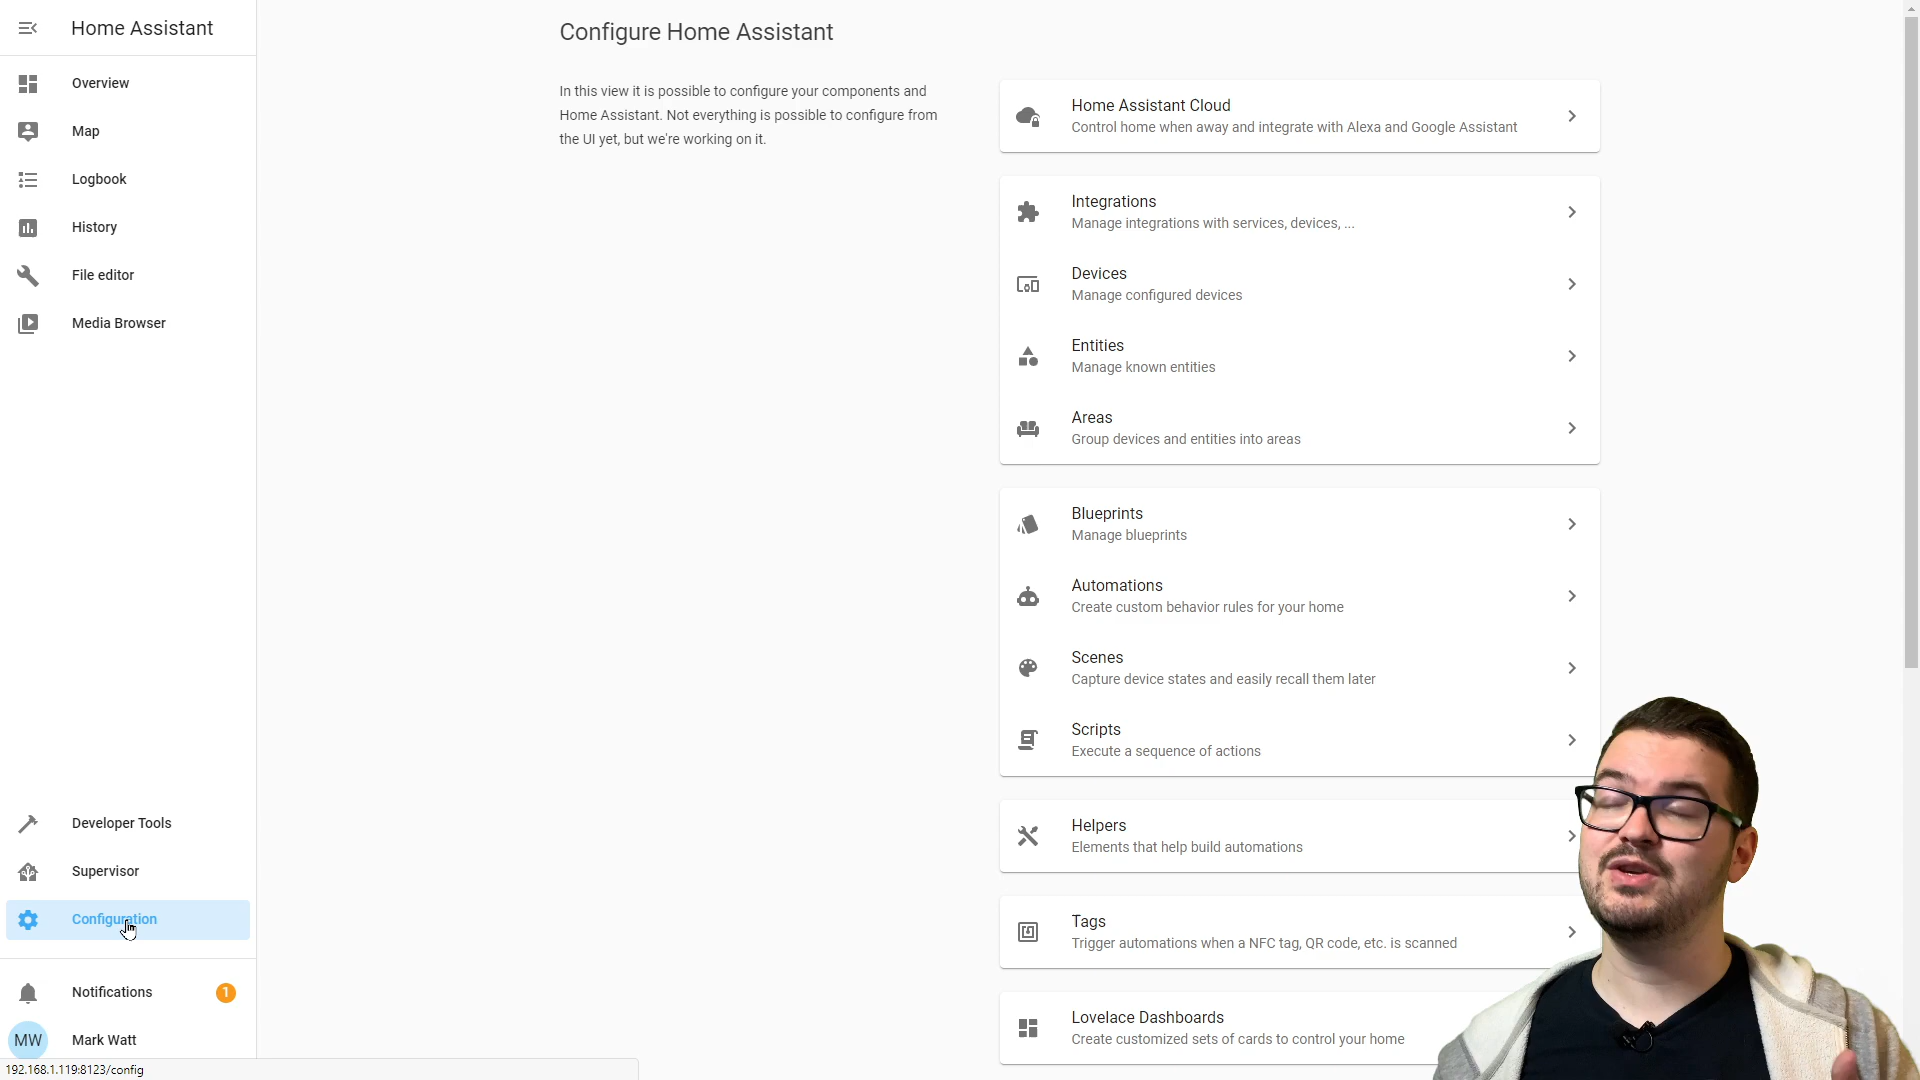 Home Assistant
Overview
Map
Logbook
History
File editor
Media Browser
Developer Tools
Supervisor
Configuration
Notifications
1
MW
Mark Watt
192.168.1.119:8123/config
Configure Home Assistant
In this view it is possible to configure your components and
Home Assistant. Not everything is possible to configure from
the UI yet, but we're working on it.
Home Assistant Cloud
Control home when away and integrate with Alexa and Google Assistant
Integrations
Manage integrations with services, devices, ...
Devices
Manage configured devices
Entities
Manage known entities
Areas
Group devices and entities into areas
Blueprints
Manage blueprints
Automations
Create custom behavior rules for your home
Scenes
Capture device states and easily recall them later
Scripts
Execute a sequence of actions
Helpers
Elements that help build automations
Tags
Trigger automations when a NFC tag, QR code, etc. is scanned
Lovelace Dashboards
Create customized sets of cards to control your home